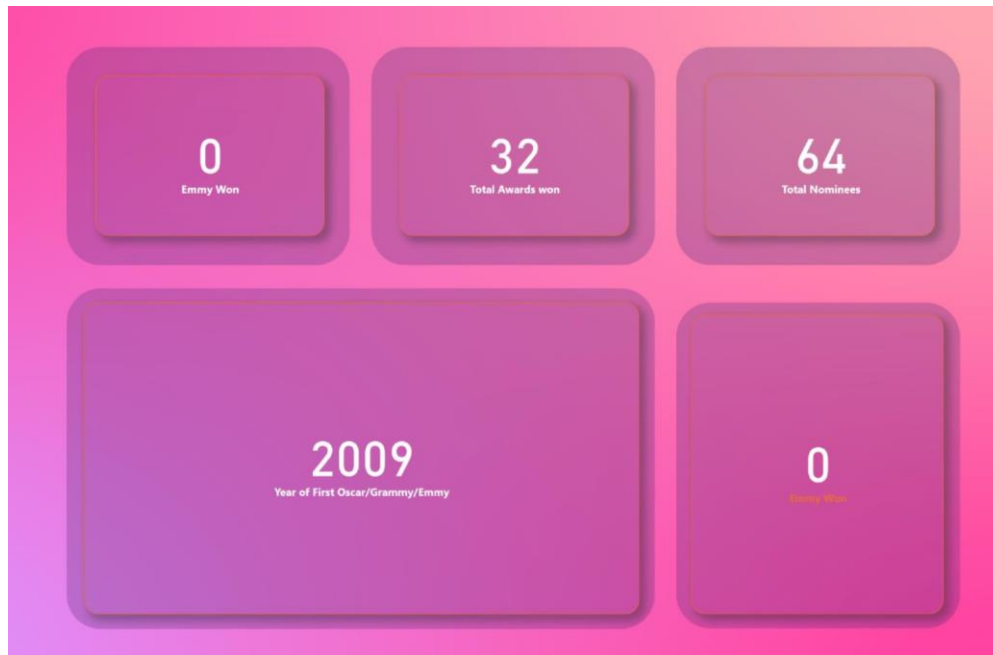 0
Emmy Won
32
Total Awards won
64
Total Nominees
2009
Year of First Oscar/Grammy/Emmy
0
Emmy Won